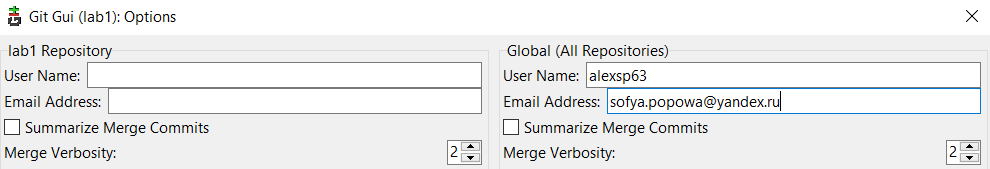 Git Gui (lab1): Options
lab1 Repository
User Name:
Email Address:
Summarize Merge Commits
Merge Verbosity: 2
Global (All Repositories)
User Name: alexsp63
Email Address: sofya.popowa@yandex.ru
Summarize Merge Commits
Merge Verbosity: 2